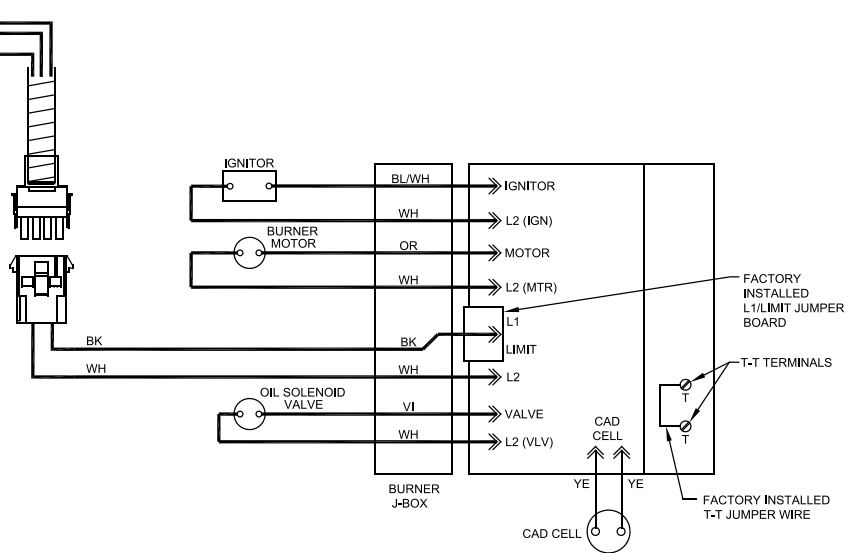 IGNITOR
BL/WH
IGNITOR
WH
L2 (IGN)
BURNER
MOTOR
OR
MOTOR
WH
L2 (MTR)
FACTORY
INSTALLED
L1/LIMIT JUMPER
BOARD
L1
BK
BK
LIMIT
WH
WH
L2
T-T TERMINALS
OIL SOLENOID
VALVE
VI
VALVE
WH
L2 (VLV)
CAD
CELL
T
T
YE
YE
BURNER
J-BOX
FACTORY INSTALLED
T-T JUMPER WIRE
CAD CELL